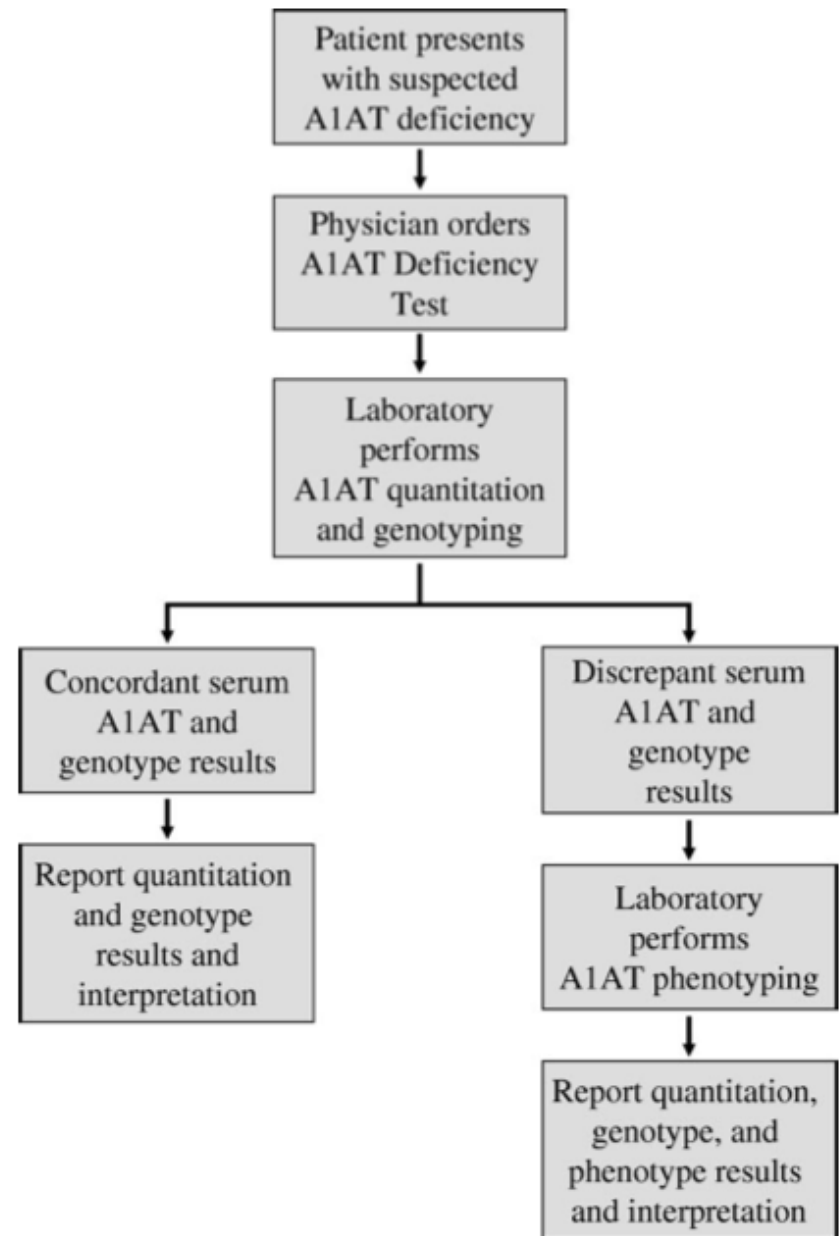 Patient presents
with suspected
A1AT deficiency
Physician orders
A1AT Deficiency
Test
Laboratory
performs
A1AT quantitation
and genotyping
Concordant serum
A1AT and
genotype results
Report quantitation
and genotype
results and
interpretation
Discrepant serum
A1AT and
genotype
results
Laboratory
performs
A1AT phenotyping
Report quantitation,
genotype, and
phenotype results
and interpretation